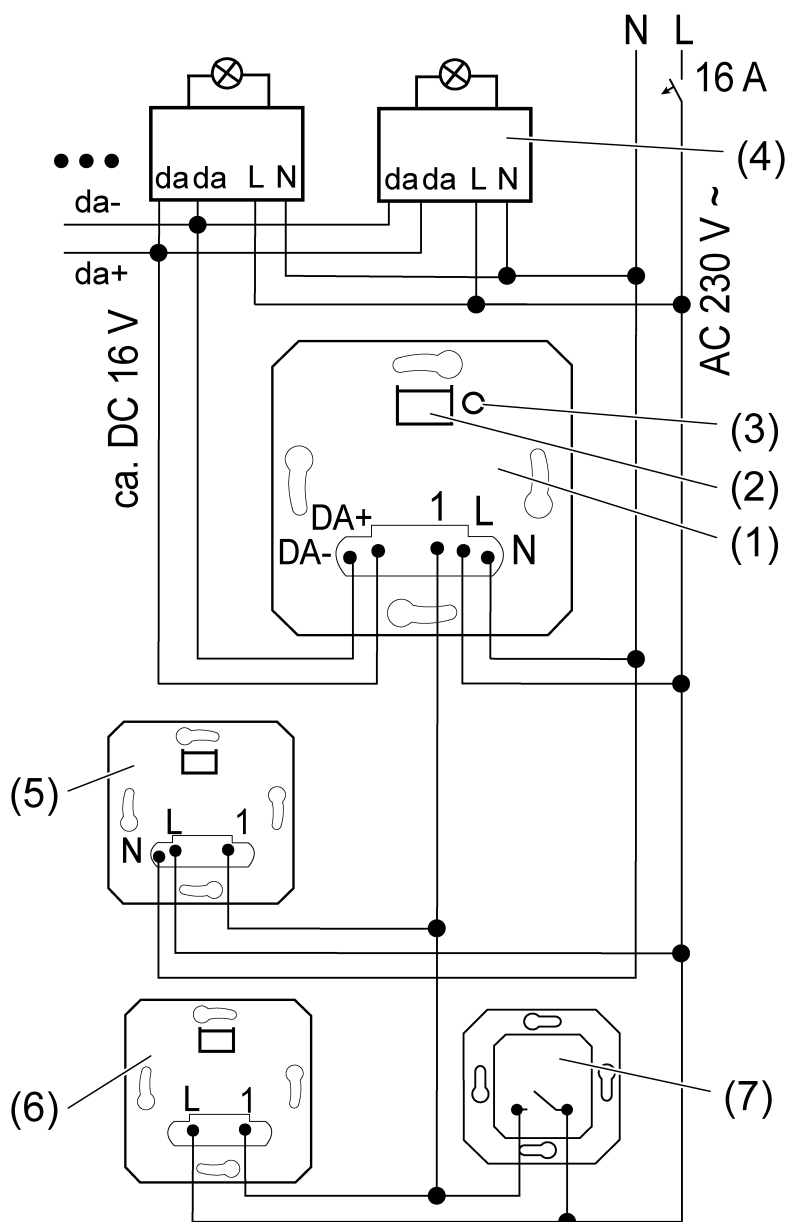 N L
16 A
(4)
da da L N
da da L N
•••
da-
da+
ca. DC 16 V
AC 230 V ~
(3)
(2)
(1)
DA+ 1 L
DA- N
(5)
L 1
N
(6)
L 1
(7)